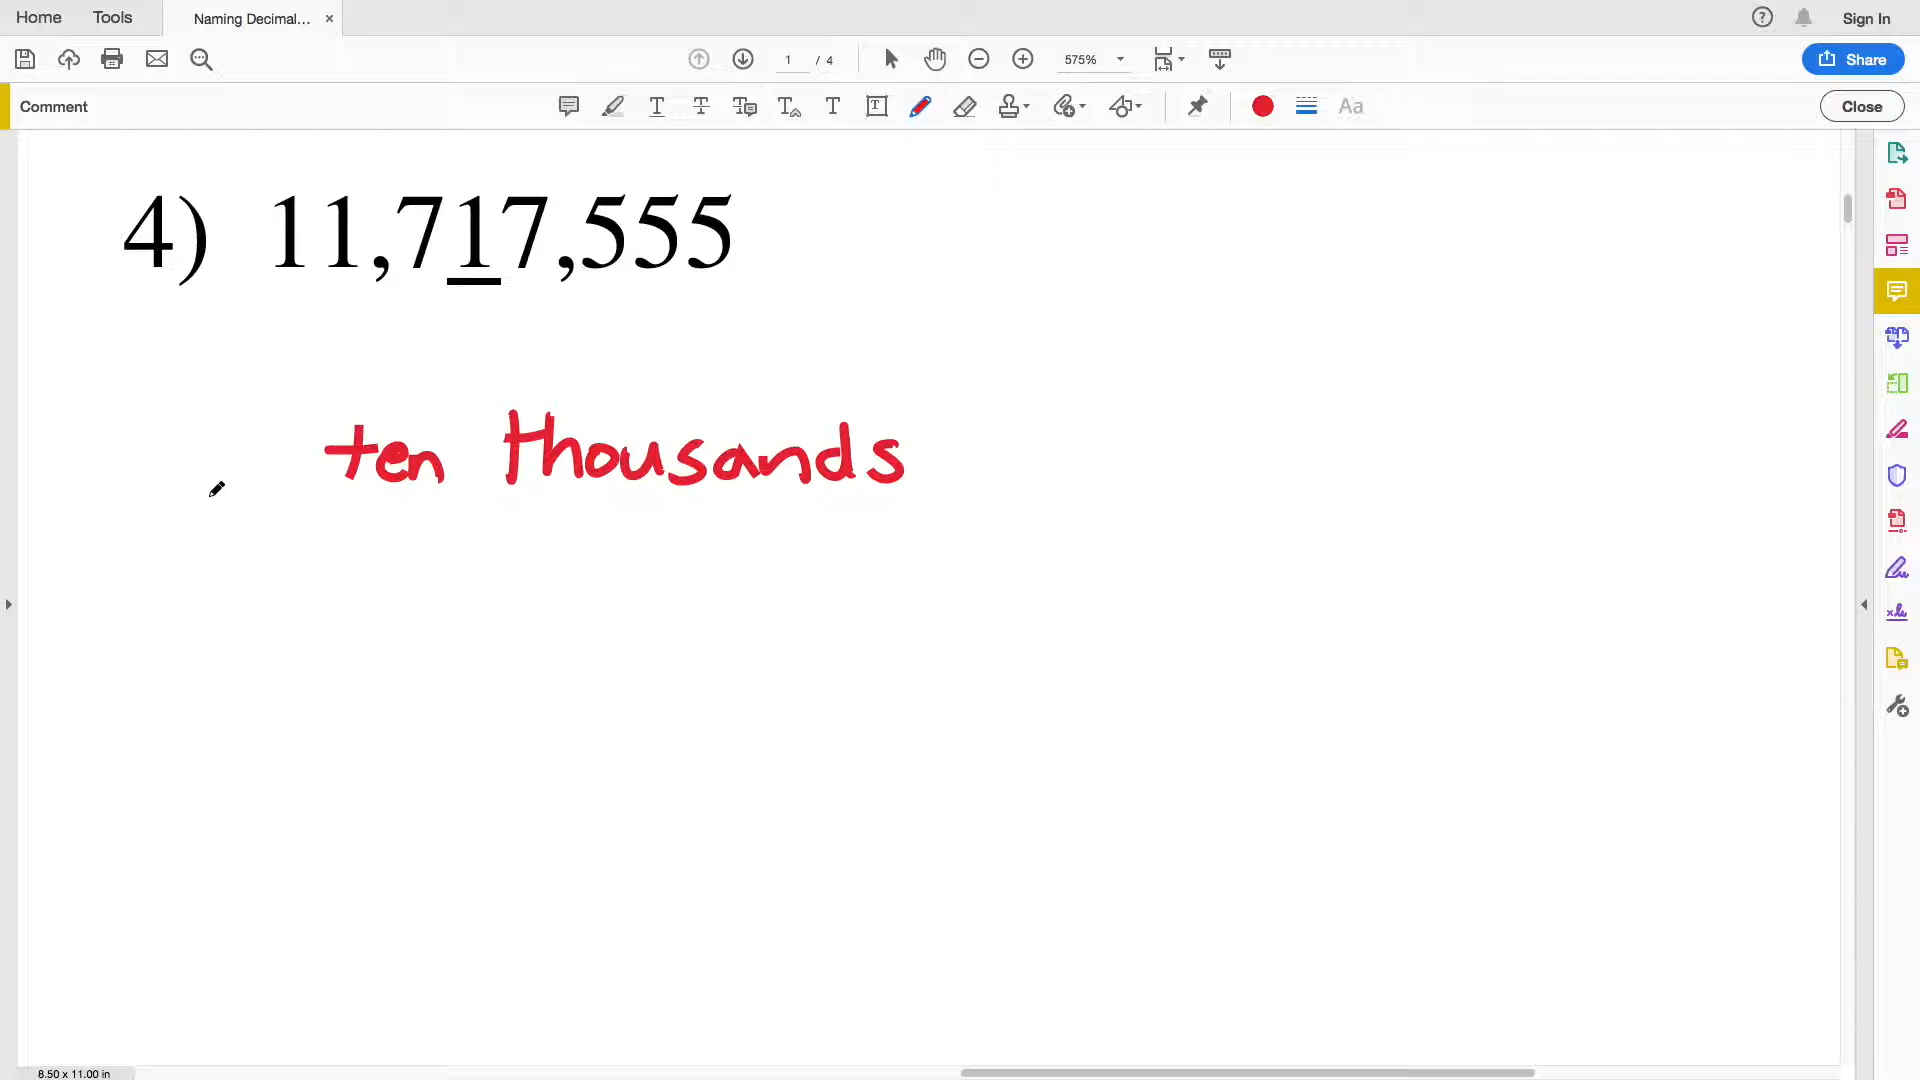 Home Tools Naming Decimal... × Sign In
1 / 4 575% Share
Comment Aa Close
4) 11,717,555
ten thousands
8.50 x 11.00 in